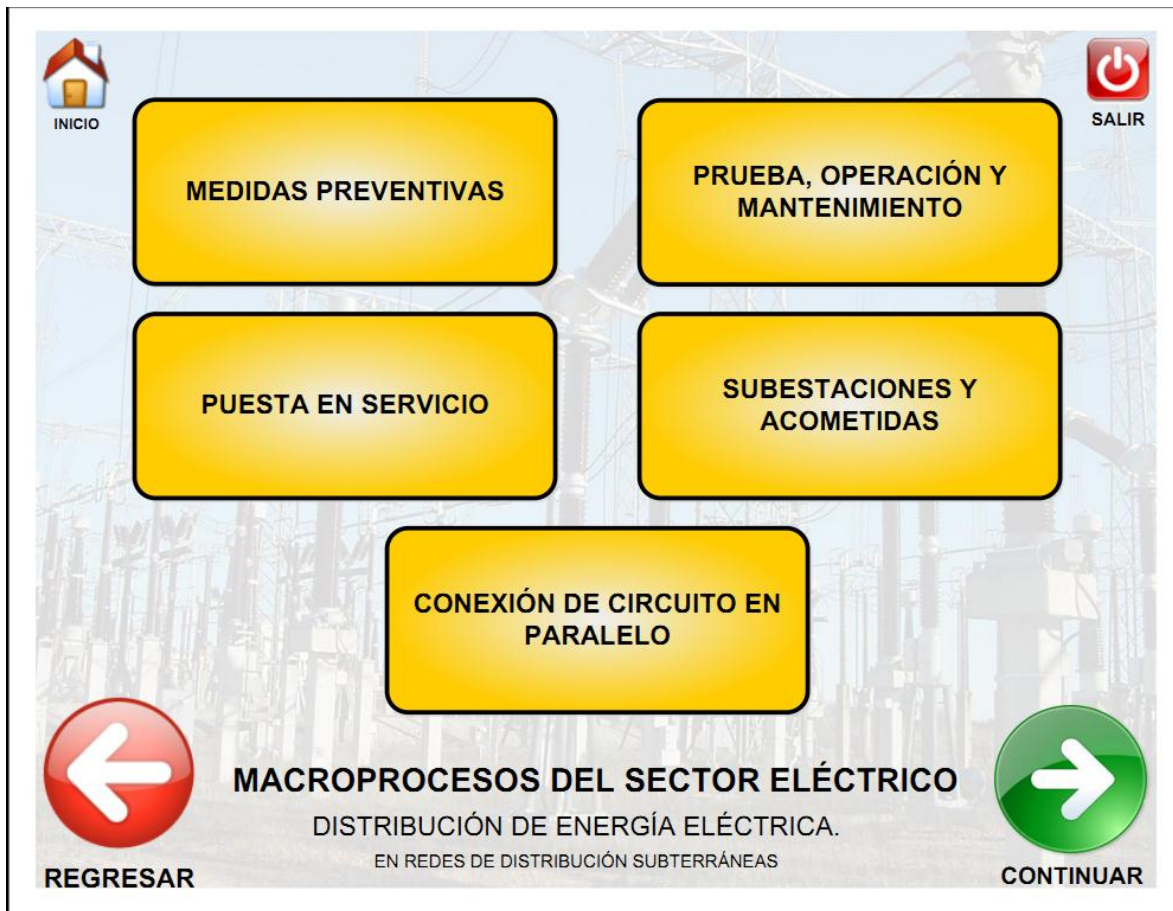 INICIO
SALIR
MEDIDAS PREVENTIVAS
PRUEBA, OPERACIÓN Y
MANTENIMIENTO
PUESTA EN SERVICIO
SUBESTACIONES Y
ACOMETIDAS
CONEXIÓN DE CIRCUITO EN
PARALELO
MACROPROCESOS DEL SECTOR ELÉCTRICO
DISTRIBUCIÓN DE ENERGÍA ELÉCTRICA.
EN REDES DE DISTRIBUCIÓN SUBTERRÁNEAS
REGRESAR
CONTINUAR